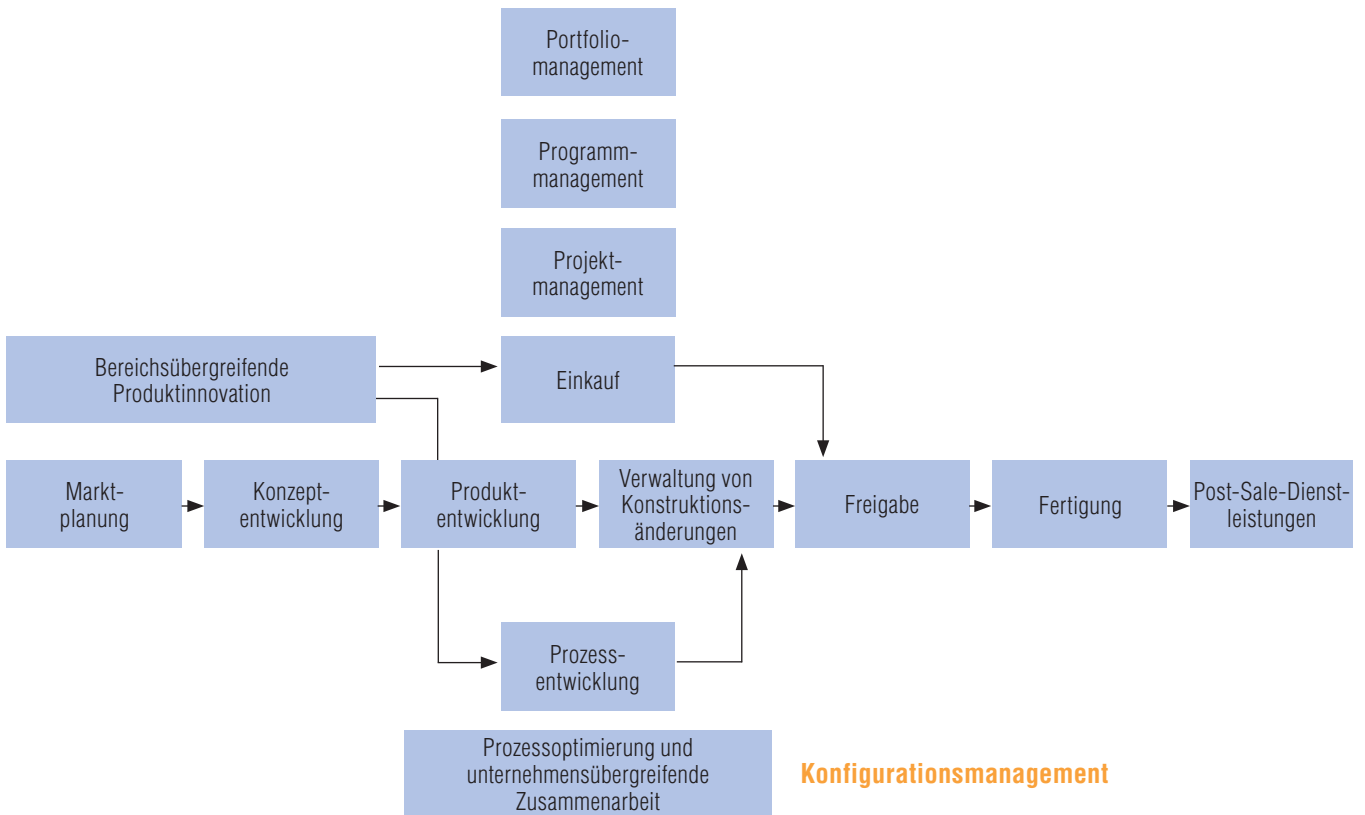 Portfolio-
management
Programm-
management
Projekt-
management
Bereichsübergreifende
Produktinnovation
Einkauf
Markt-
planung
Konzept-
entwicklung
Produkt-
entwicklung
Verwaltung von
Konstruktions-
änderungen
Freigabe
Fertigung
Post-Sale-Dienst-
leistungen
Prozess-
entwicklung
Prozessoptimierung und
unternehmensübergreifende
Zusammenarbeit
Konfigurationsmanagement